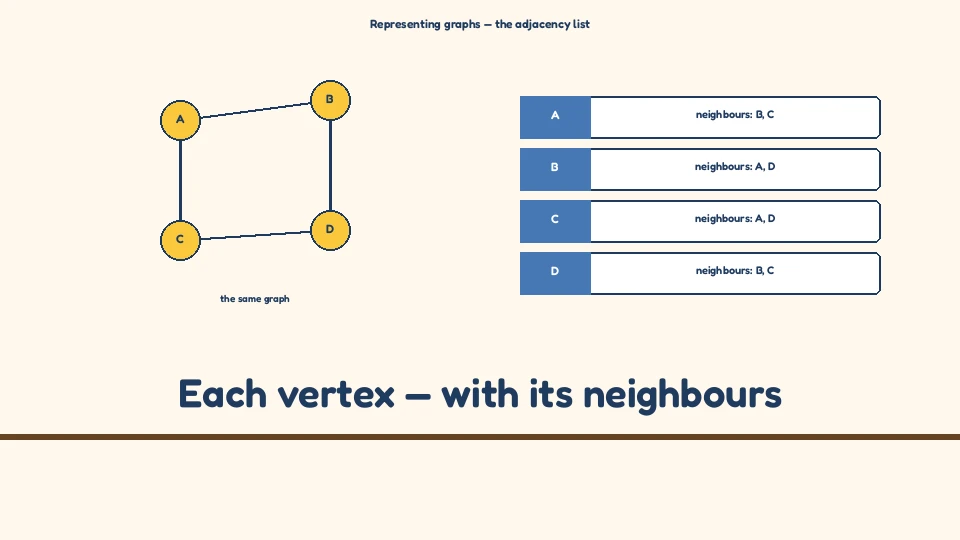 Representing graphs — the adjacency list
A
B
C
D
the same graph
A neighbours: B, C
B neighbours: A, D
C neighbours: A, D
D neighbours: B, C
Each vertex — with its neighbours